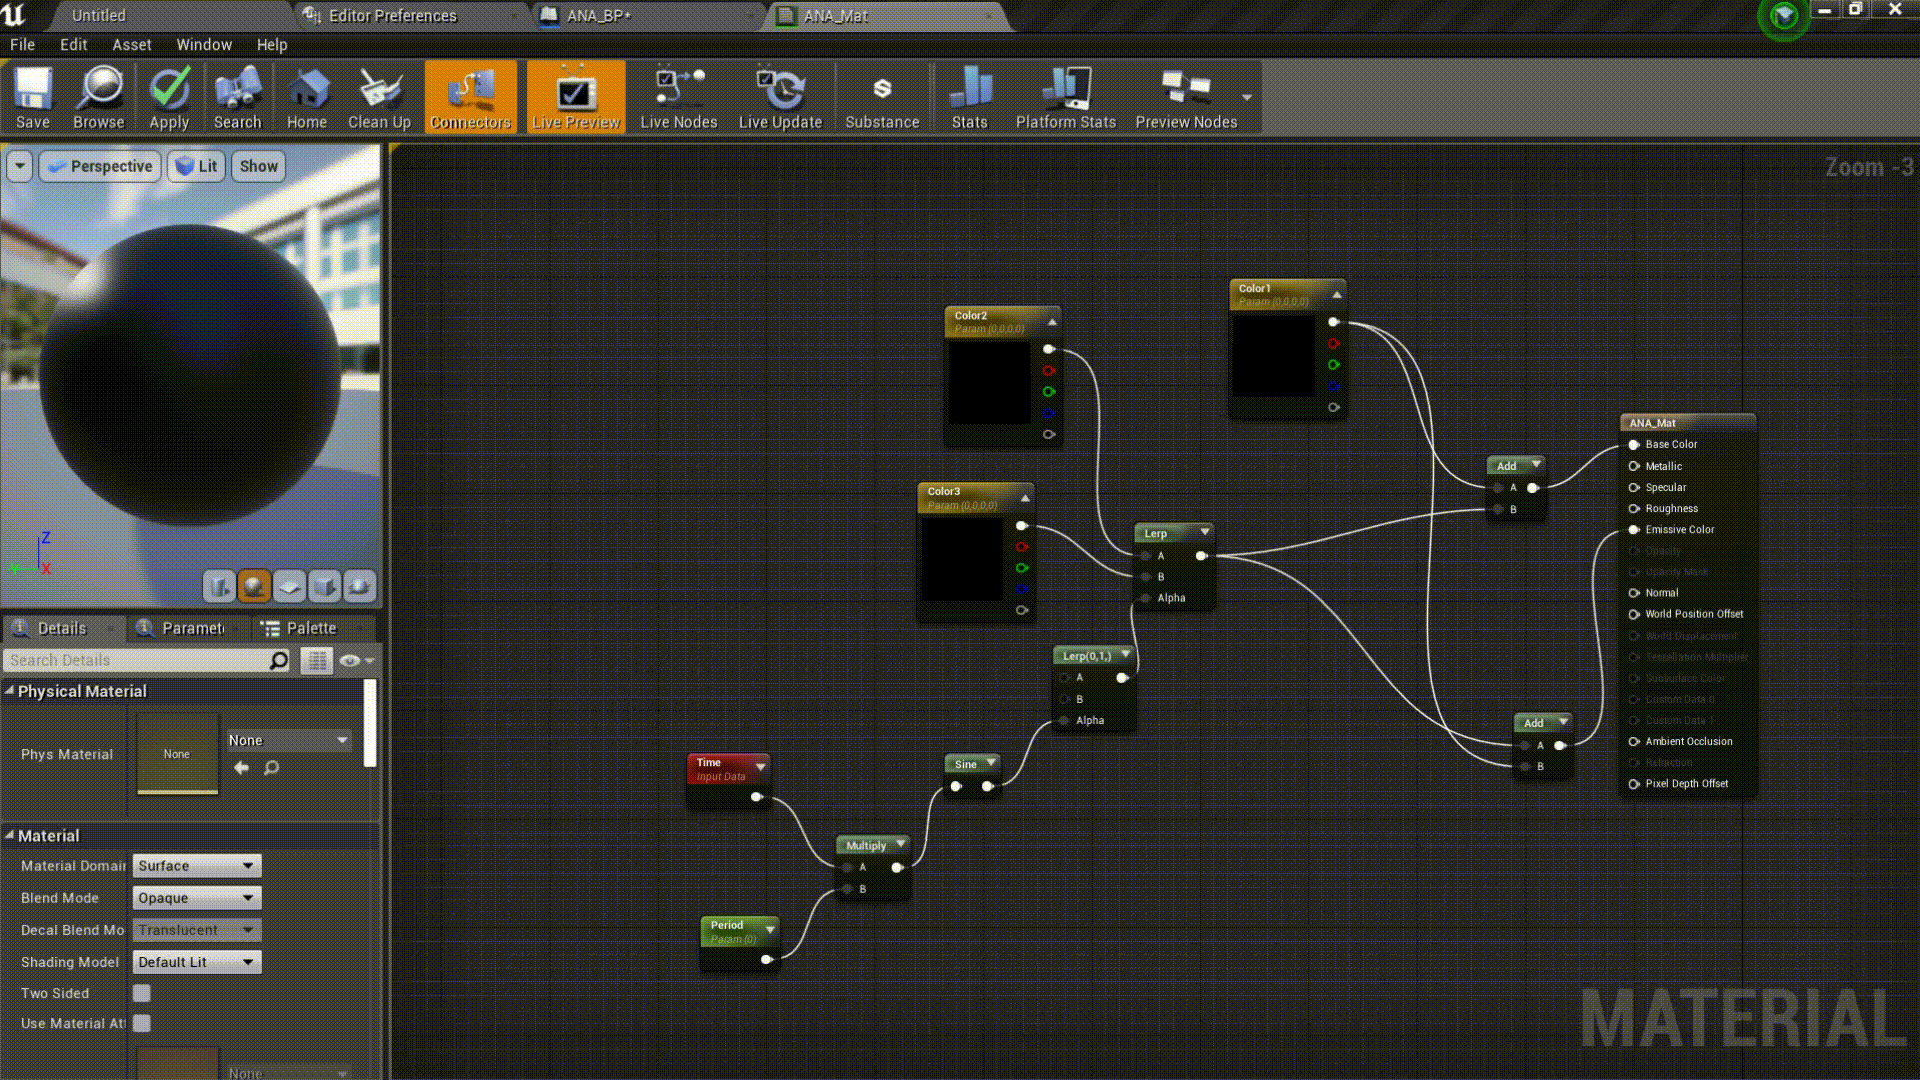 Untitled
Editor Preferences
ANA_BP*
ANA_Mat
File Edit Asset Window Help
Save Browse Apply Search Home Clean Up Connectors Live Preview Live Nodes Live Update Substance Stats Platform Stats Preview Nodes
Perspective Lit Show
Zoom -3
Z
Y X
Color1
Param (0,0,0,0)
Color2
Param (0,0,0,0)
Color3
Param (0,0,0,0)
Lerp
A
B
Alpha
Lerp(0,1,)
A
B
Alpha
Time
Input Data
Sine
Multiply
A
B
Period
Param (0)
Add
A
B
Add
A
B
ANA_Mat
Base Color
Metallic
Specular
Roughness
Emissive Color
Opacity
Opacity Mask
Normal
World Position Offset
World Displacement
Tessellation Multiplier
Subsurface Color
Custom Data 0
Custom Data 1
Ambient Occlusion
Refraction
Pixel Depth Offset
Details Paramet Palette
Search Details
Physical Material
Phys Material None None
Material
Material Domain Surface
Blend Mode Opaque
Decal Blend Mo Translucent
Shading Model Default Lit
Two Sided
Use Material Att
None
MATERIAL